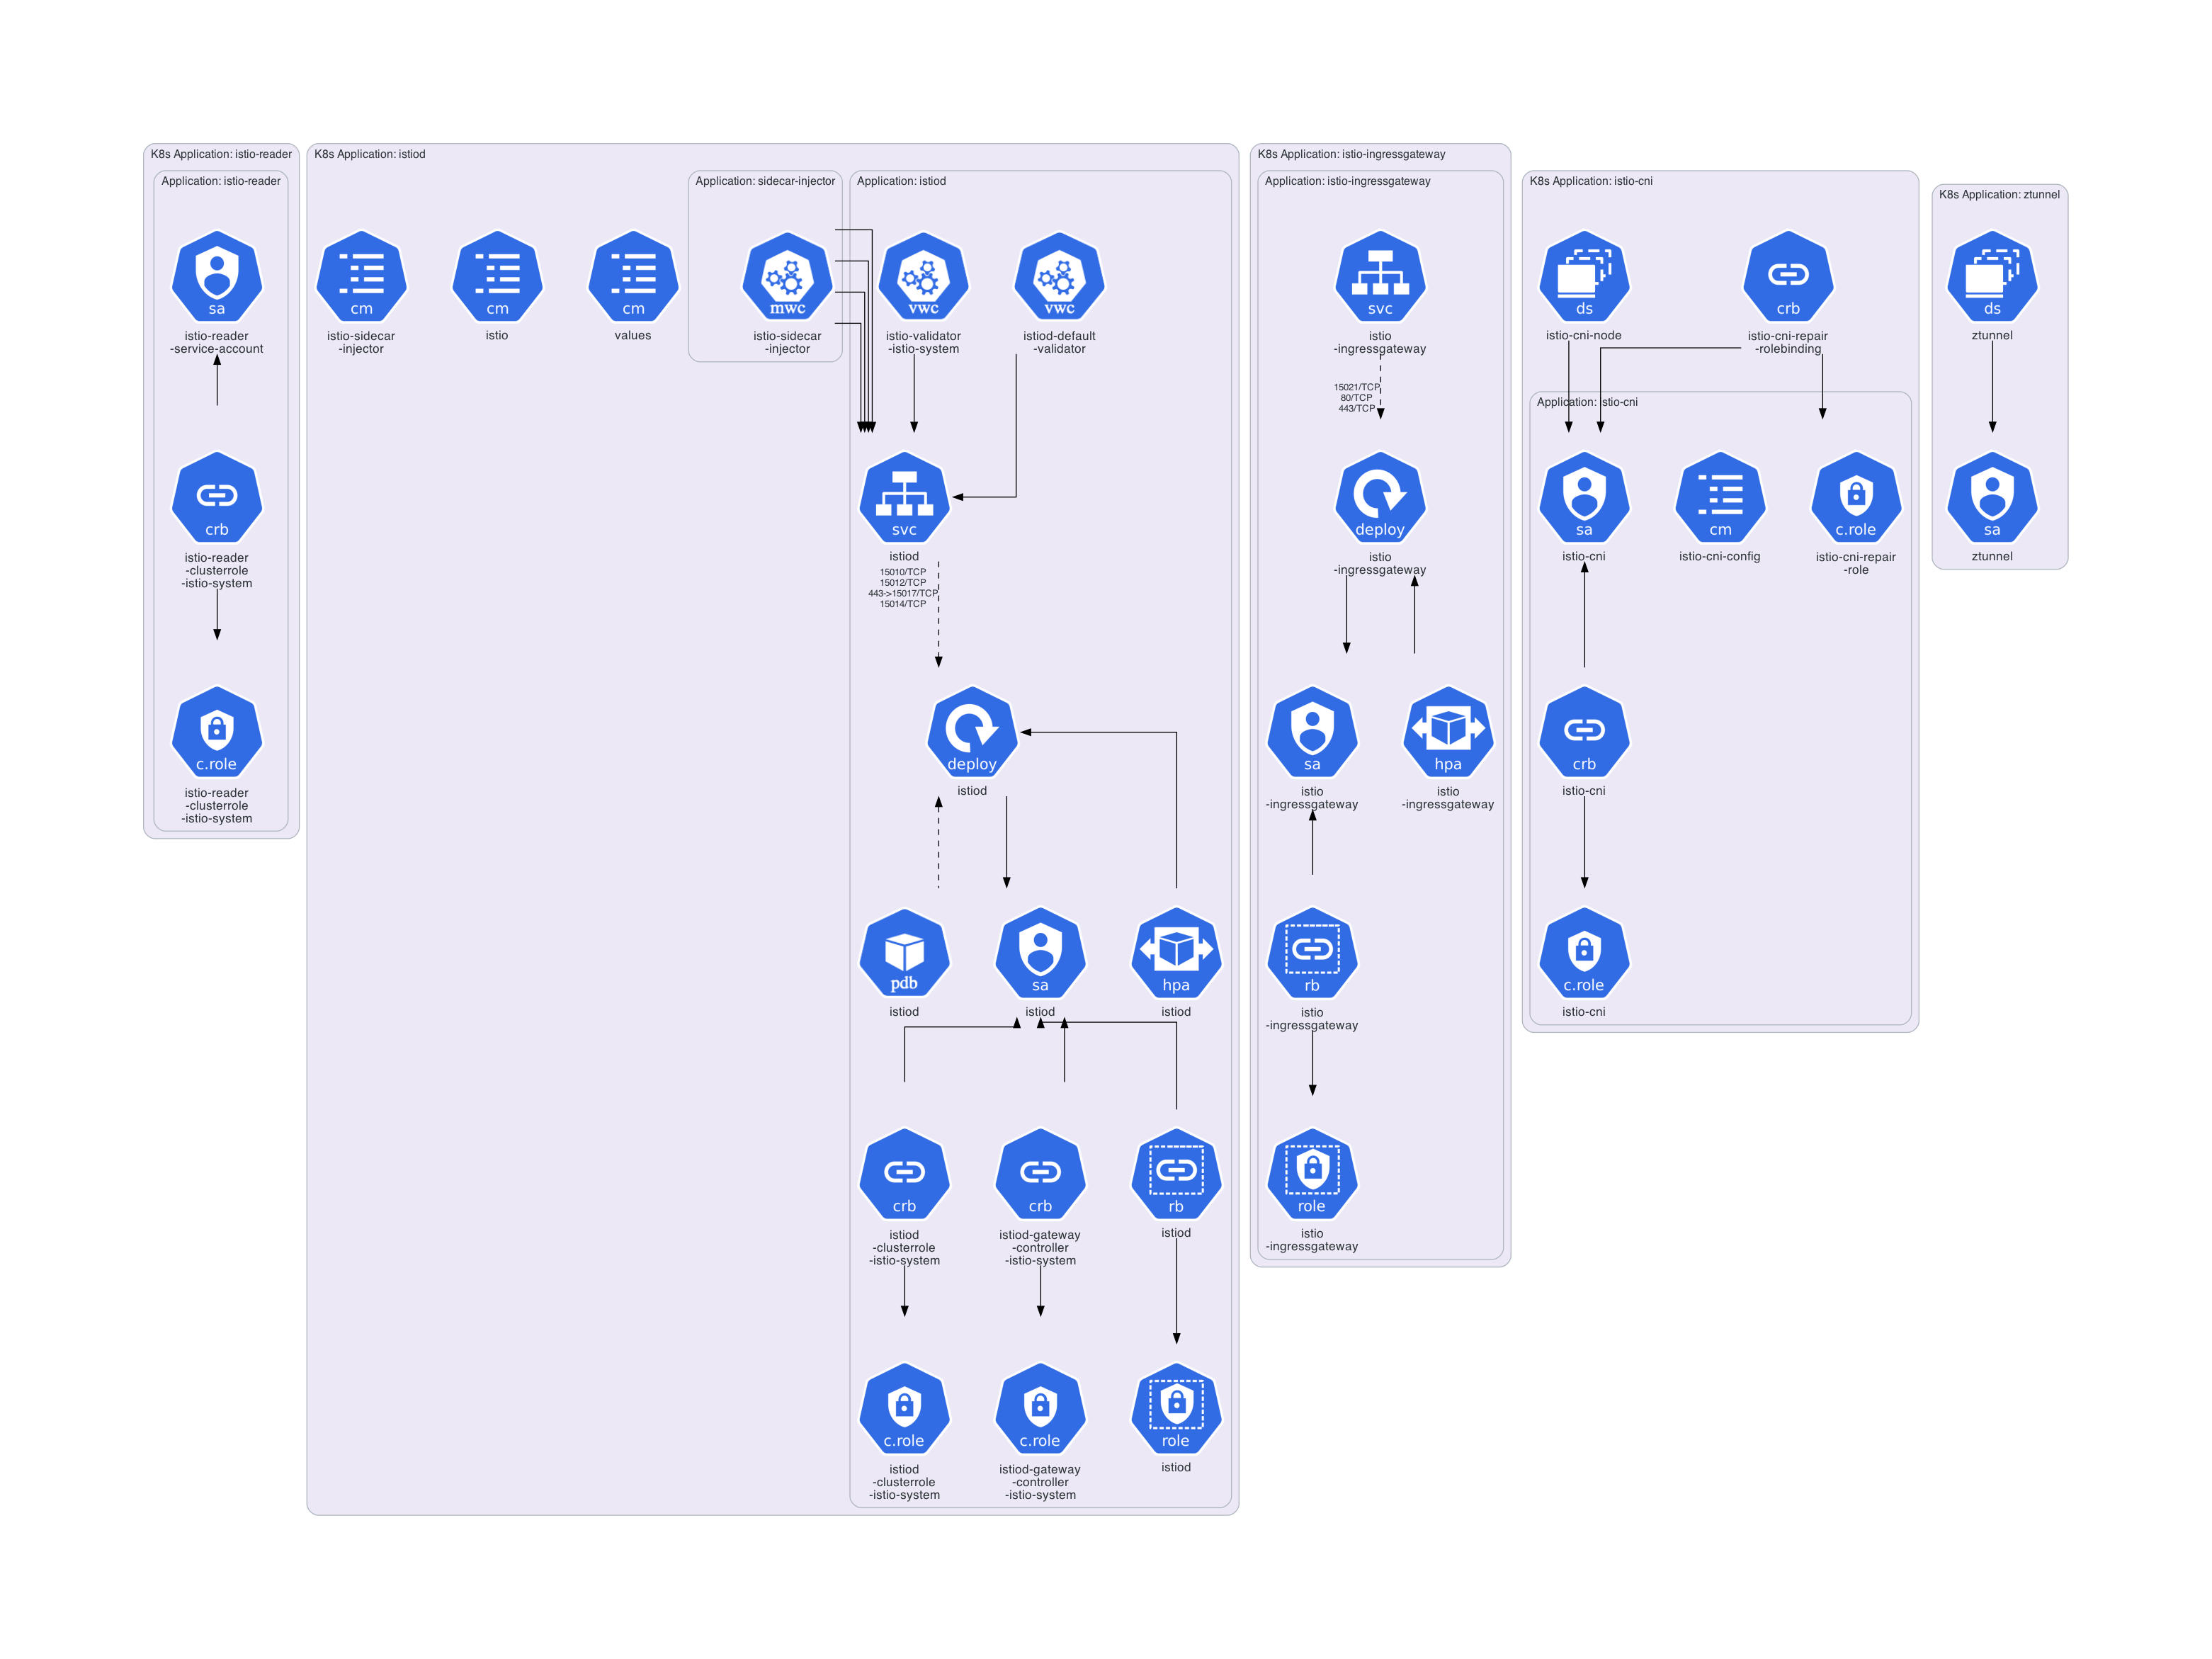 K8s Application: istio-reader
Application: istio-reader
sa
istio-reader
-service-account
crb
istio-reader
-clusterrole
-istio-system
c.role
istio-reader
-clusterrole
-istio-system
K8s Application: istiod
cm
istio-sidecar
-injector
cm
istio
cm
values
Application: sidecar-injector
mwc
istio-sidecar
-injector
Application: istiod
vwc
istio-validator
-istio-system
vwc
istiod-default
-validator
svc
istiod
15010/TCP
15012/TCP
443->15017/TCP
15014/TCP
deploy
istiod
pdb
istiod
sa
istiod
hpa
istiod
crb
istiod
-clusterrole
-istio-system
crb
istiod-gateway
-controller
-istio-system
rb
istiod
c.role
istiod
-clusterrole
-istio-system
c.role
istiod-gateway
-controller
-istio-system
role
istiod
K8s Application: istio-ingressgateway
Application: istio-ingressgateway
svc
istio
-ingressgateway
15021/TCP
80/TCP
443/TCP
deploy
istio
-ingressgateway
sa
istio
-ingressgateway
hpa
istio
-ingressgateway
rb
istio
-ingressgateway
role
istio
-ingressgateway
K8s Application: istio-cni
ds
istio-cni-node
crb
istio-cni-repair
-rolebinding
Application: istio-cni
sa
istio-cni
cm
istio-cni-config
c.role
istio-cni-repair
-role
crb
istio-cni
c.role
istio-cni
K8s Application: ztunnel
ds
ztunnel
sa
ztunnel